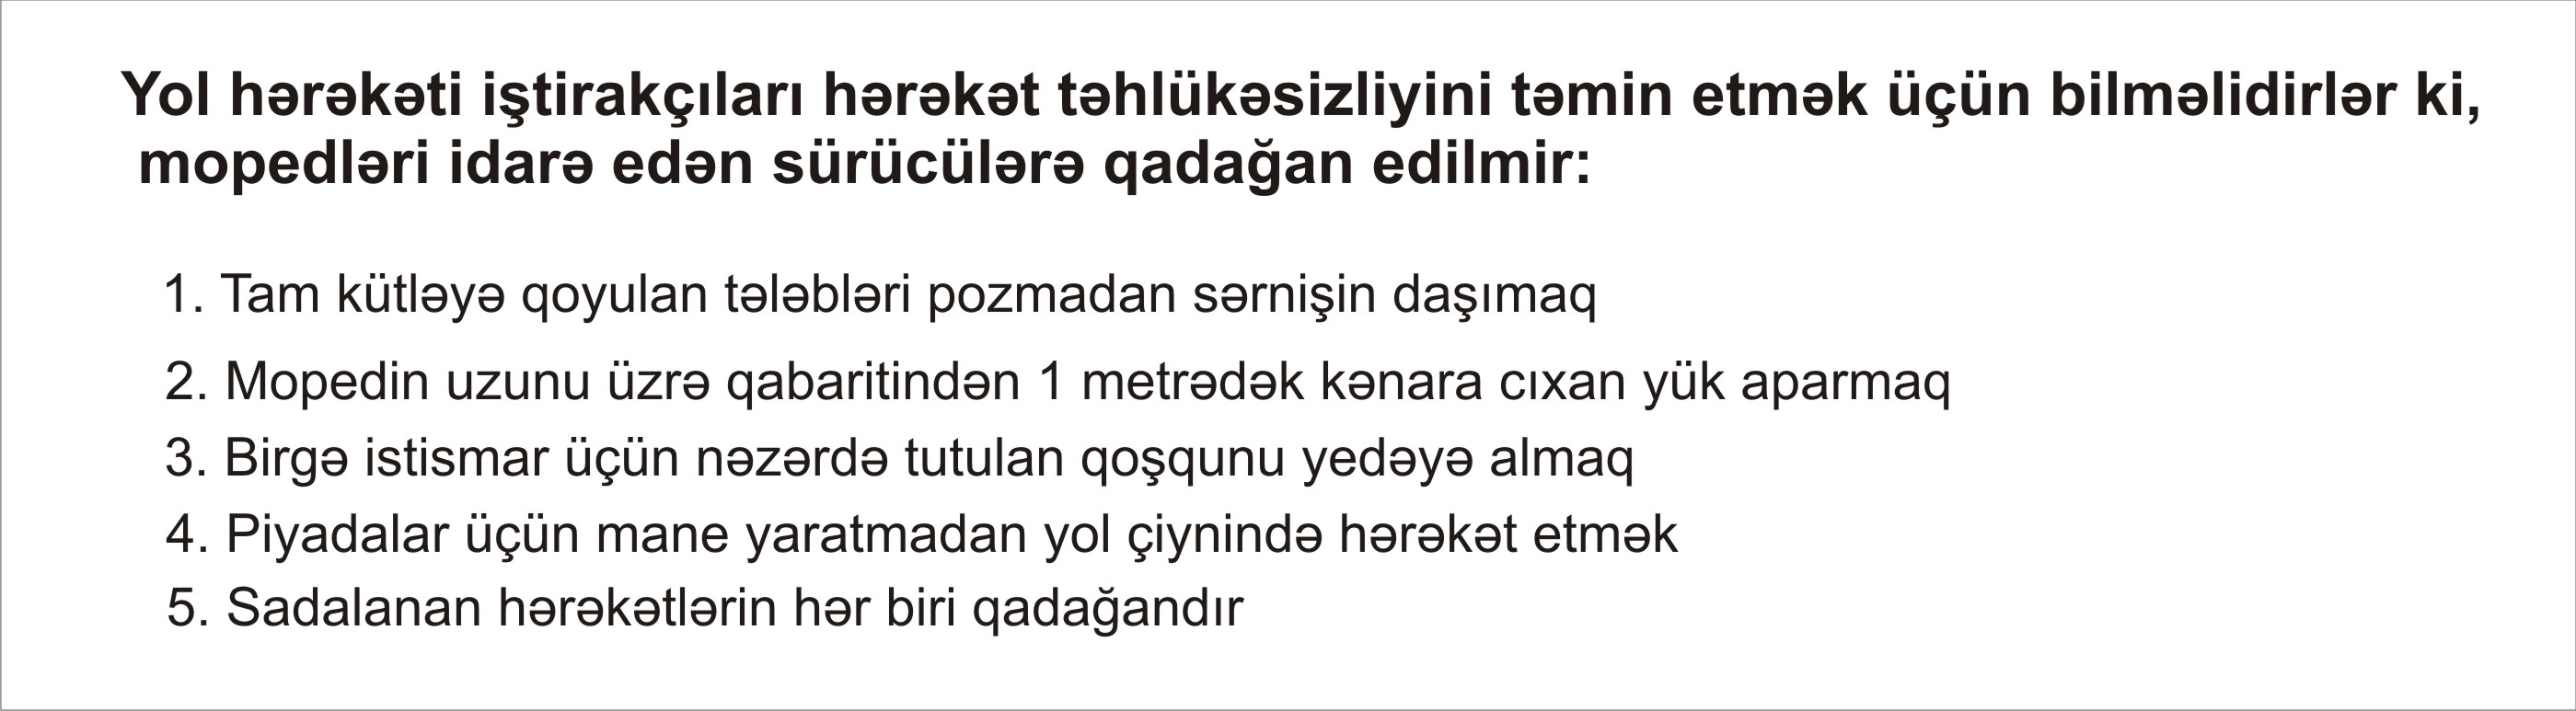 Yol hərəkəti iştirakçıları hərəkət təhlükəsizliyini təmin etmək üçün bilməlidirlər ki,
mopedləri idarə edən sürücülərə qadağan edilmir:
1. Tam kütləyə qoyulan tələbləri pozmadan sərnişin daşımaq
2. Mopedin uzunu üzrə qabaritindən 1 metrədək kənara cıxan yük aparmaq
3. Birgə istismar üçün nəzərdə tutulan qoşqunu yedəyə almaq
4. Piyadalar üçün mane yaratmadan yol çiynində hərəkət etmək
5. Sadalanan hərəkətlərin hər biri qadağandır